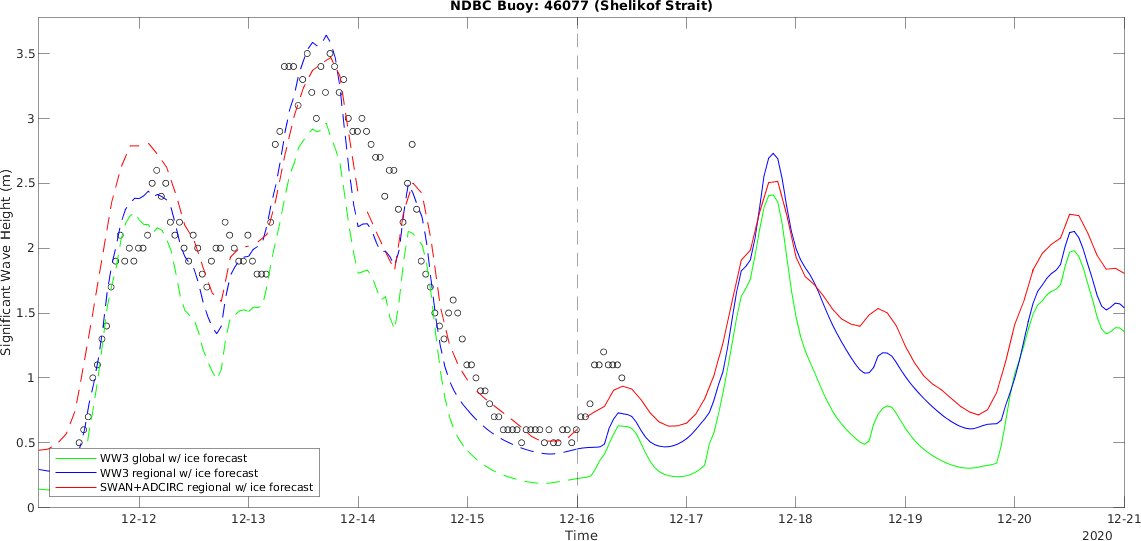 NDBC Buoy: 46077 (Shelikof Strait)
Significant Wave Height (m)
3.5
3
2.5
2
1.5
1
0.5
0
WW3 global w/ ice forecast
WW3 regional w/ ice forecast
SWAN+ADCIRC regional w/ ice forecast
12-12 12-13 12-14 12-15 12-16 12-17 12-18 12-19 12-20 12-21
Time
2020